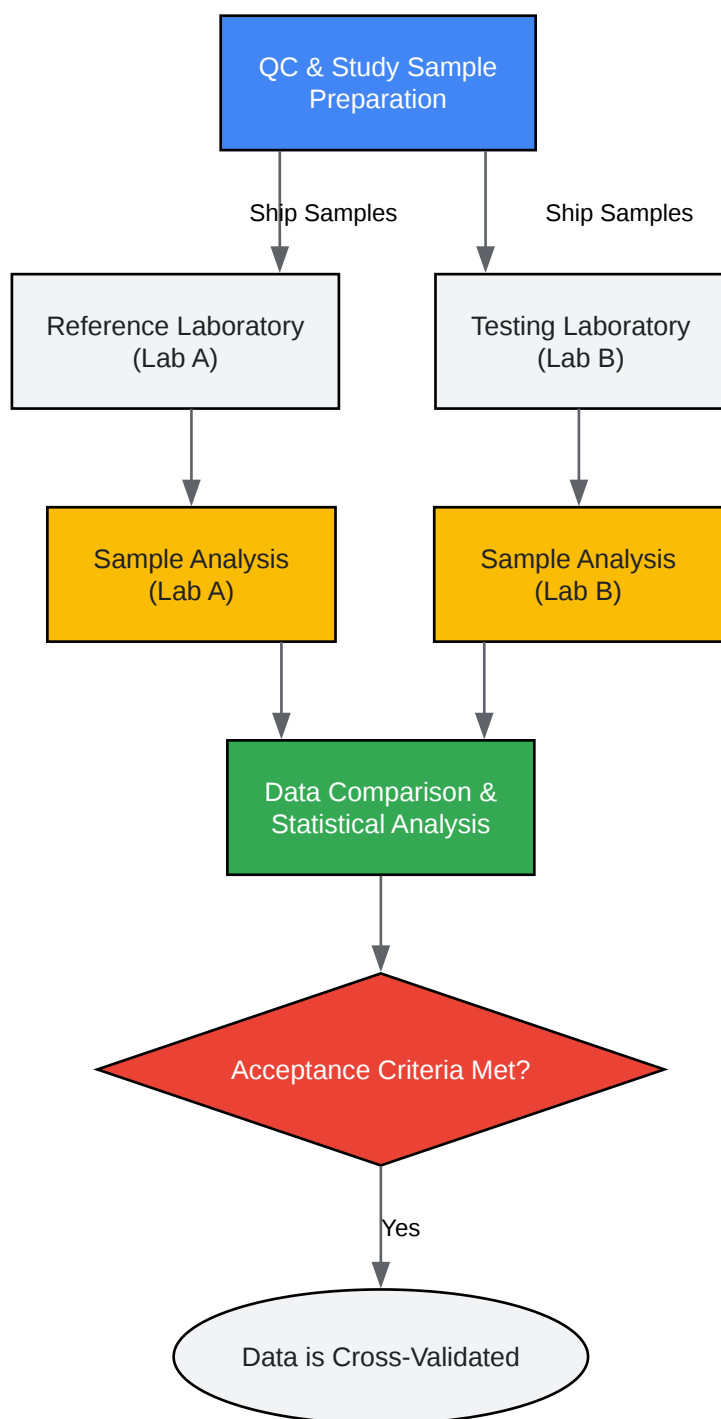 QC & Study Sample
Preparation
Ship Samples
Ship Samples
Reference Laboratory
(Lab A)
Testing Laboratory
(Lab B)
Sample Analysis
(Lab A)
Sample Analysis
(Lab B)
Data Comparison &
Statistical Analysis
Acceptance Criteria Met?
Yes
Data is Cross-Validated